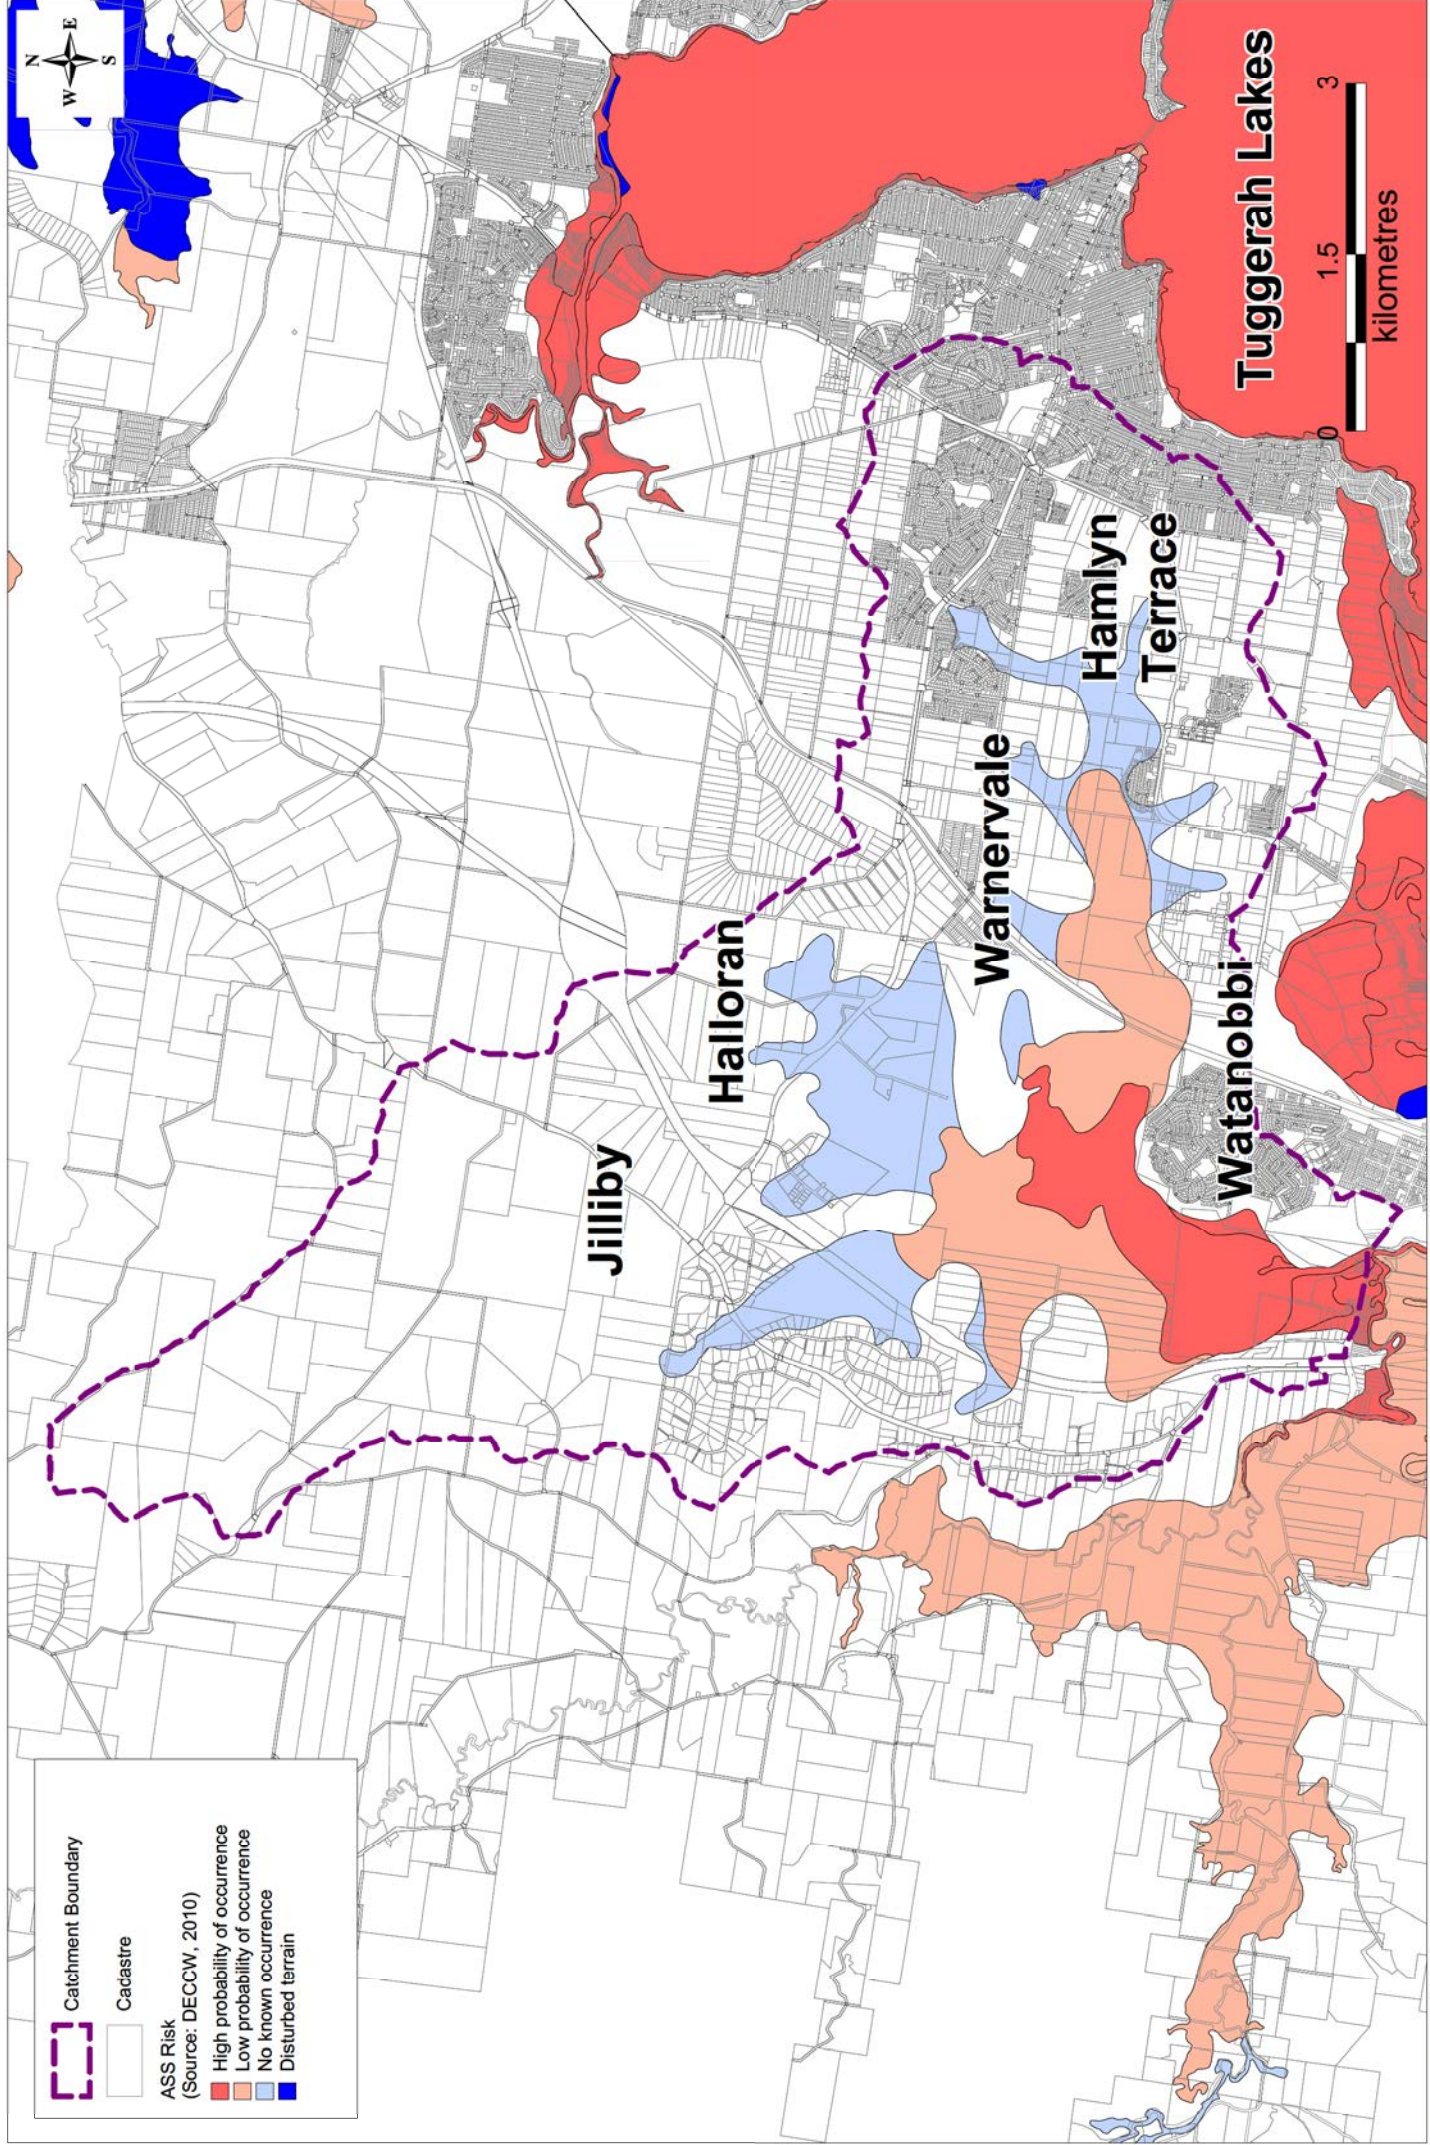 N
W
E
S
Catchment Boundary
Cadastre
ASS Risk
(Source: DECCW, 2010)
High probability of occurrence
Low probability of occurrence
No known occurrence
Disturbed terrain
Jilliby
Halloran
Warnervale
Hamlyn
Terrace
Watanobbi
Tuggerah Lakes
0
1.5
3
kilometres